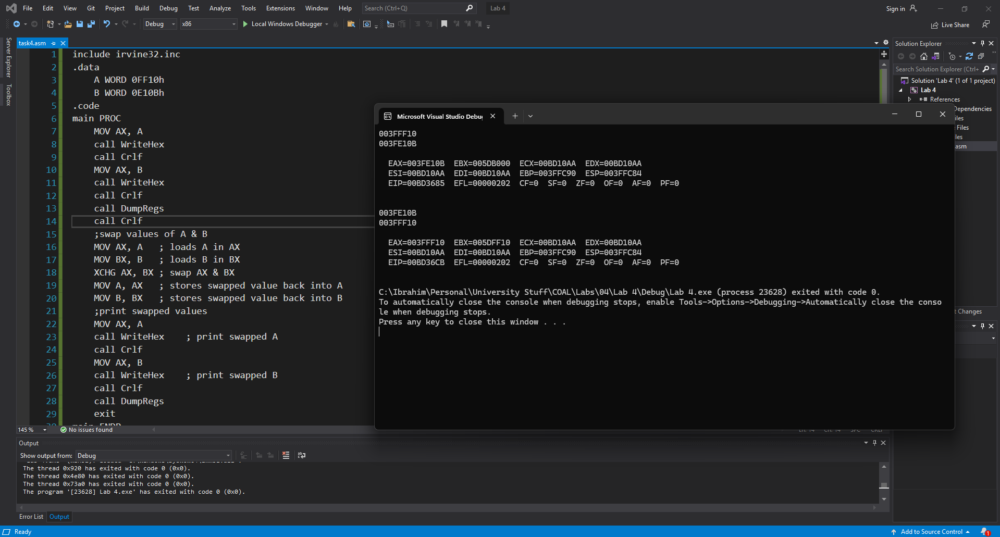 File Edit View Git Project Build Debug Test Analyze Tools Extensions Window Help Search (Ctrl+Q) Lab 4 Sign in
Debug x86 Local Windows Debugger Live Share
Server Explorer
Toolbox
task4.asm
1 include irvine32.inc
2 .data
3 A WORD 0FF10h
4 B WORD 0E10Bh
5 .code
6 main PROC
7 MOV AX, A
8 call WriteHex
9 call Crlf
10 MOV AX, B
11 call WriteHex
12 call Crlf
13 call DumpRegs
14 call Crlf
15 ;swap values of A & B
16 MOV AX, A ; loads A in AX
17 MOV BX, B ; loads B in BX
18 XCHG AX, BX ; swap AX & BX
19 MOV A, AX ; stores swapped value back into A
20 MOV B, BX ; stores swapped value back into B
21 ;print swapped values
22 MOV AX, A
23 call WriteHex ; print swapped A
24 call Crlf
25 MOV AX, B
26 call WriteHex ; print swapped B
27 call Crlf
28 call DumpRegs
29 exit
145 % No issues found
Microsoft Visual Studio Debu
003FFF10
003FE10B
EAX=003FE10B EBX=005DB000 ECX=00BD10AA EDX=00BD10AA
ESI=00BD10AA EDI=00BD10AA EBP=003FFC90 ESP=003FFC84
EIP=00BD3685 EFL=00000202 CF=0 SF=0 ZF=0 OF=0 AF=0 PF=0
003FE10B
003FFF10
EAX=003FFF10 EBX=005DFF10 ECX=00BD10AA EDX=00BD10AA
ESI=00BD10AA EDI=00BD10AA EBP=003FFC90 ESP=003FFC84
EIP=00BD36CB EFL=00000202 CF=0 SF=0 ZF=0 OF=0 AF=0 PF=0
C:\Ibrahim\Personal\University Stuff\COAL\Labs\04\Lab 4\Debug\Lab 4.exe (process 23628) exited with code 0.
To automatically close the console when debugging stops, enable Tools->Options->Debugging->Automatically close the conso
le when debugging stops.
Press any key to close this window . . .
Solution Explorer
Search Solution Explorer (Ctrl+
Solution 'Lab 4' (1 of 1 project)
Lab 4
References
Dependencies
iles
Files
iles
asm
t Changes
Output
Show output from: Debug
The thread 0x920 has exited with code 0 (0x0).
The thread 0x4e80 has exited with code 0 (0x0).
The thread 0x73a0 has exited with code 0 (0x0).
The program '[23628] Lab 4.exe' has exited with code 0 (0x0).
Error List Output
Ready Add to Source Control 1